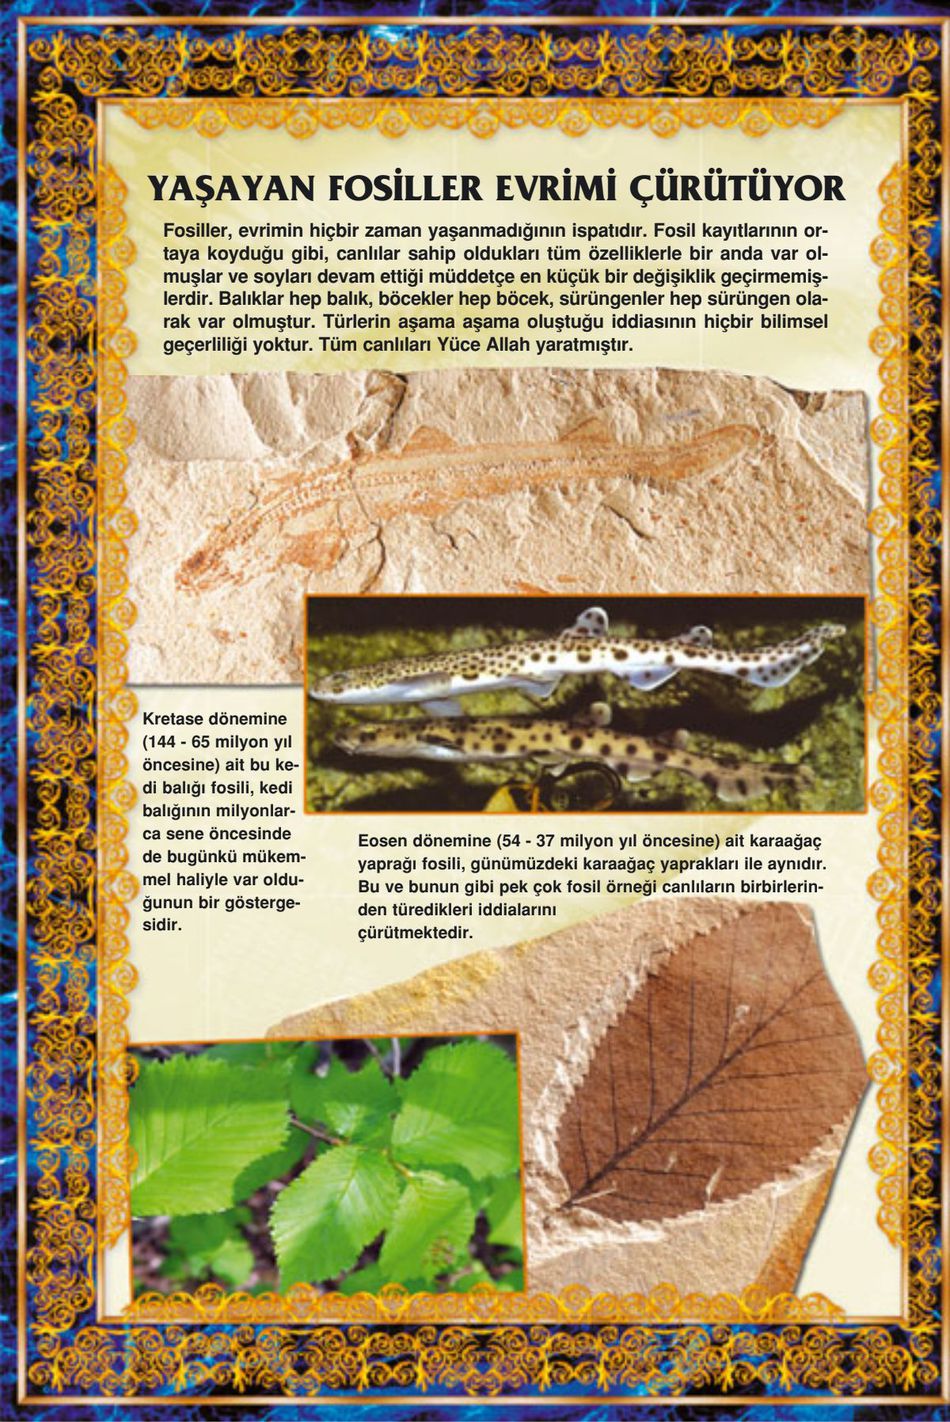 YAŞAYAN FOSİLLER EVRİMİ ÇÜRÜTÜYOR
Fosiller, evrimin hiçbir zaman yaşanmadığının ispatıdır. Fosil kayıtlarının or-
taya koyduğu gibi, canlılar sahip oldukları tüm özelliklerle bir anda var ol-
muşlar ve soyları devam ettiği müddetçe en küçük bir değişiklik geçirmemiş-
lerdir. Balıklar hep balık, böcekler hep böcek, sürüngenler hep sürüngen ola-
rak var olmuştur. Türlerin aşama aşama oluştuğu iddiasının hiçbir bilimsel
geçerliliği yoktur. Tüm canlıları Yüce Allah yaratmıştır.
Kretase dönemine
(144 - 65 milyon yıl
öncesine) ait bu ke-
di balığı fosili, kedi
balığının milyonlar-
ca sene öncesinde
de bugünkü mükem-
mel haliyle var oldu-
ğunun bir gösterge-
sidir.
Eosen dönemine (54 - 37 milyon yıl öncesine) ait karaağaç
yaprağı fosili, günümüzdeki karaağaç yaprakları ile aynıdır.
Bu ve bunun gibi pek çok fosil örneği canlıların birbirlerin-
den türedikleri iddialarını
çürütmektedir.